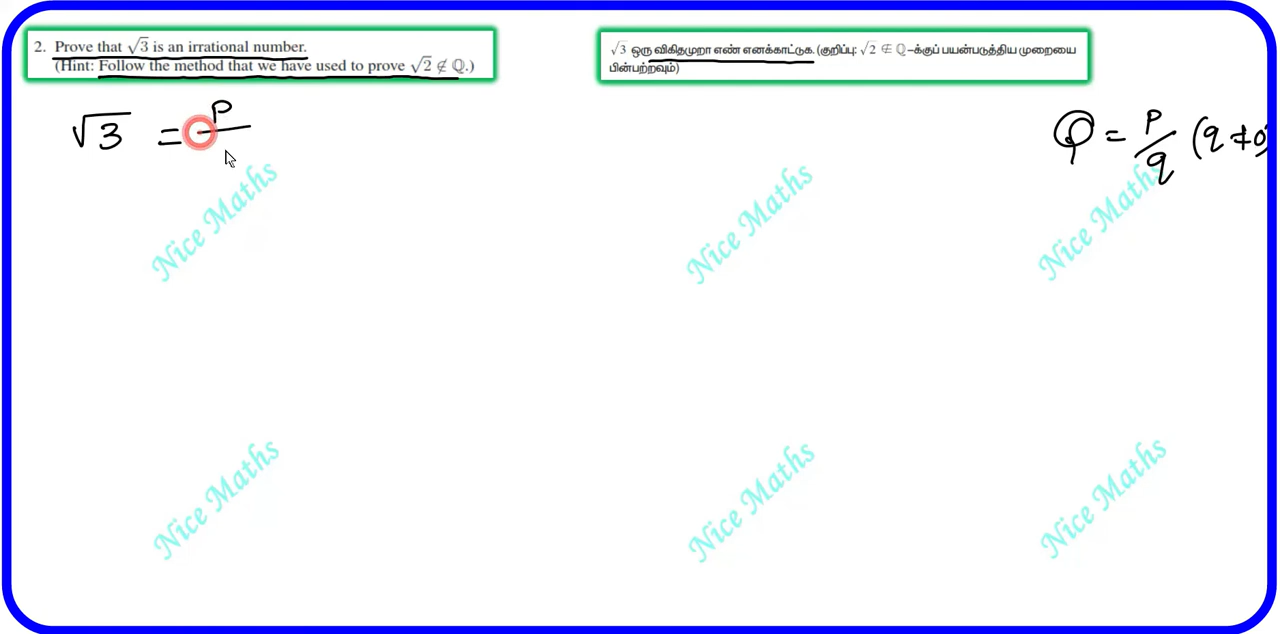 2. Prove that √3 is an irrational number.
(Hint: Follow the method that we have used to prove √2 ∉ ℚ.)
√3 ஒரு விகிதமுறா எண் எனக்காட்டுக. (குறிப்பு: √2 ∉ ℚ–க்குப் பயன்படுத்திய முறையை
பின்பற்றவும்)
√3 = P/
Q = P/q (q ≠ 0)
Nice Maths
Nice Maths
Nice Maths
Nice Maths
Nice Maths
Nice Maths